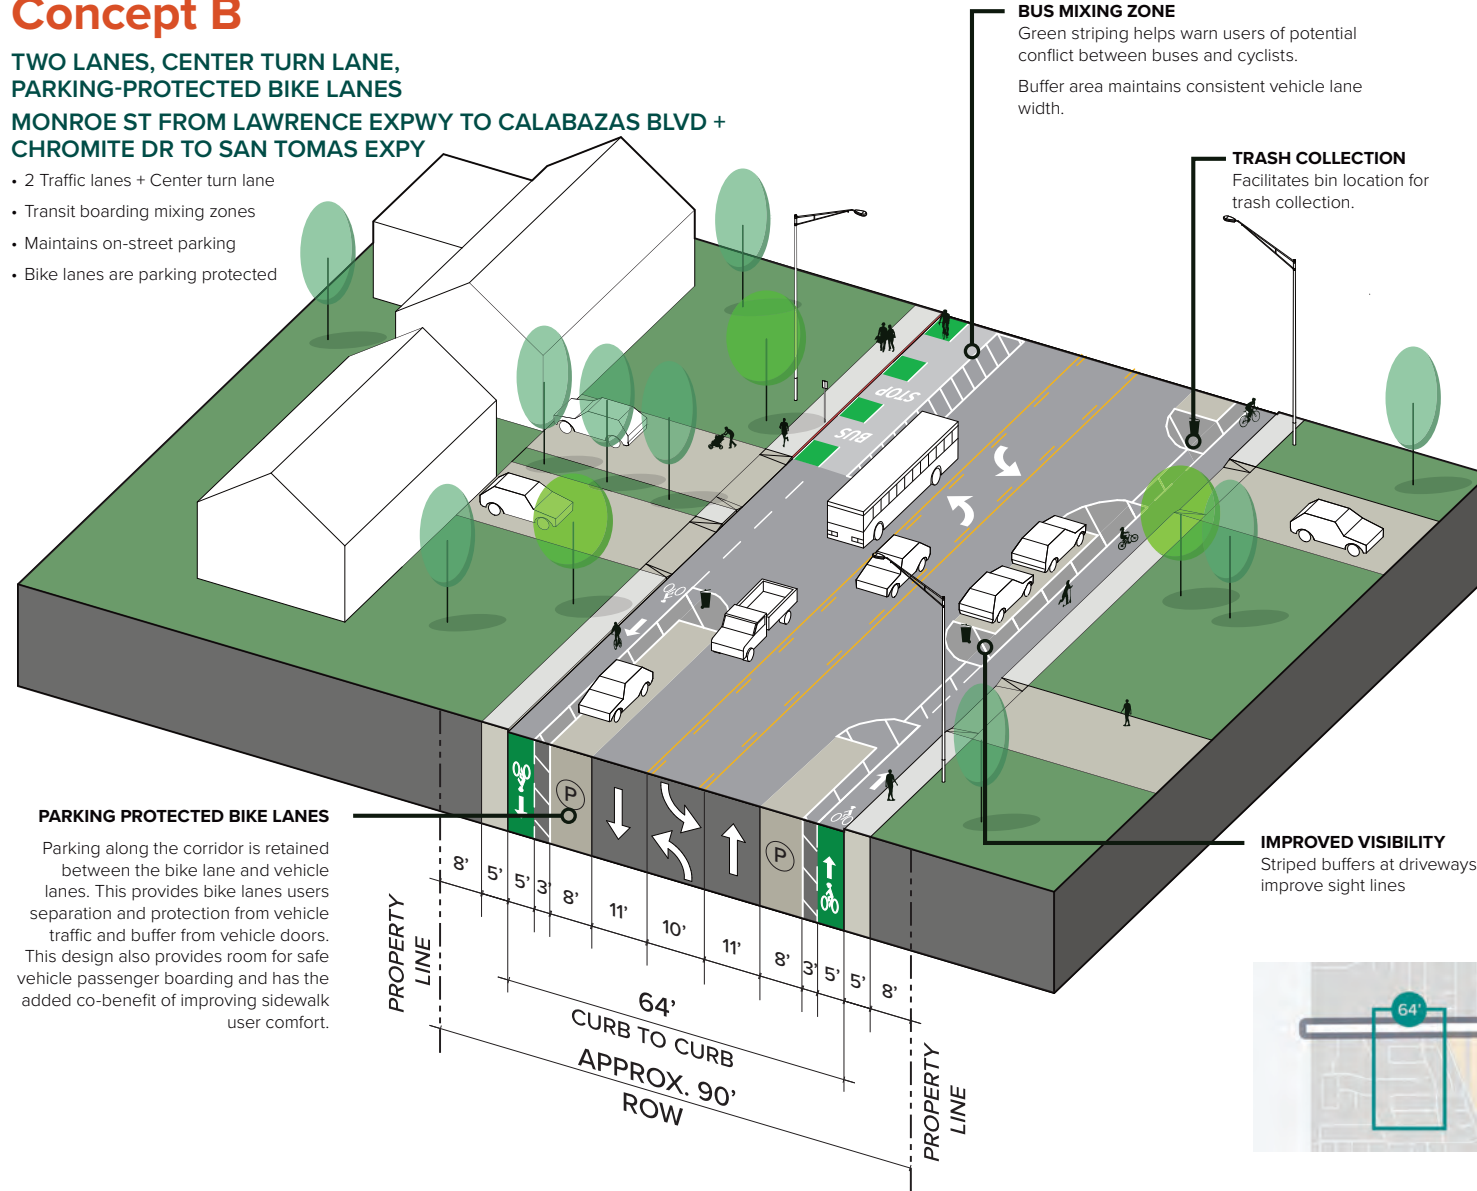 Concept B
TWO LANES, CENTER TURN LANE,
PARKING-PROTECTED BIKE LANES
MONROE ST FROM LAWRENCE EXPWY TO CALABAZAS BLVD +
CHROMITE DR TO SAN TOMAS EXPY
• 2 Traffic lanes + Center turn lane
• Transit boarding mixing zones
• Maintains on-street parking
• Bike lanes are parking protected
BUS MIXING ZONE
Green striping helps warn users of potential
conflict between buses and cyclists.
Buffer area maintains consistent vehicle lane
width.
TRASH COLLECTION
Facilitates bin location for
trash collection.
STOP
BUS
P
P
PARKING PROTECTED BIKE LANES
Parking along the corridor is retained
between the bike lane and vehicle
lanes. This provides bike lanes users
separation and protection from vehicle
traffic and buffer from vehicle doors.
This design also provides room for safe
vehicle passenger boarding and has the
added co-benefit of improving sidewalk
user comfort.
IMPROVED VISIBILITY
Striped buffers at driveways
improve sight lines
8' 5' 5' 3' 8' 11' 10' 11' 8' 3' 5' 5' 8'
PROPERTY
LINE
64'
CURB TO CURB
APPROX. 90'
ROW
PROPERTY
LINE
64'